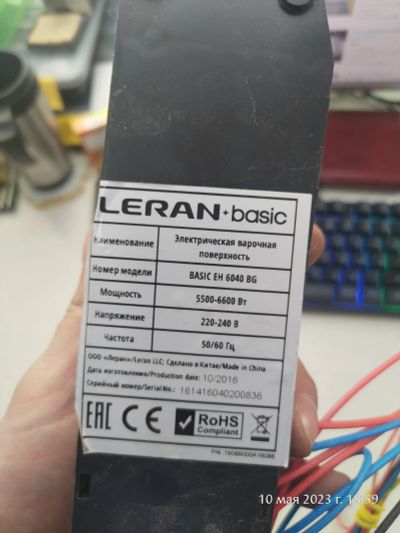 LERAN+basic
Наименование Электрическая варочная
поверхность
Номер модели BASIC EH 6040 BG
Мощность 5500-6600 Вт
Напряжение 220-240 В
Частота 50/60 Гц
ООО «Леран»/Leran LLC; Сделано в Китае/Made in China
Дата изготовления/Production date: 10/2016
Серийный номер/Serial No.: 161416040200836
EAC CE RoHS
Compliant
P/N: 16066000A16086
10 мая 2023 г. 18:59